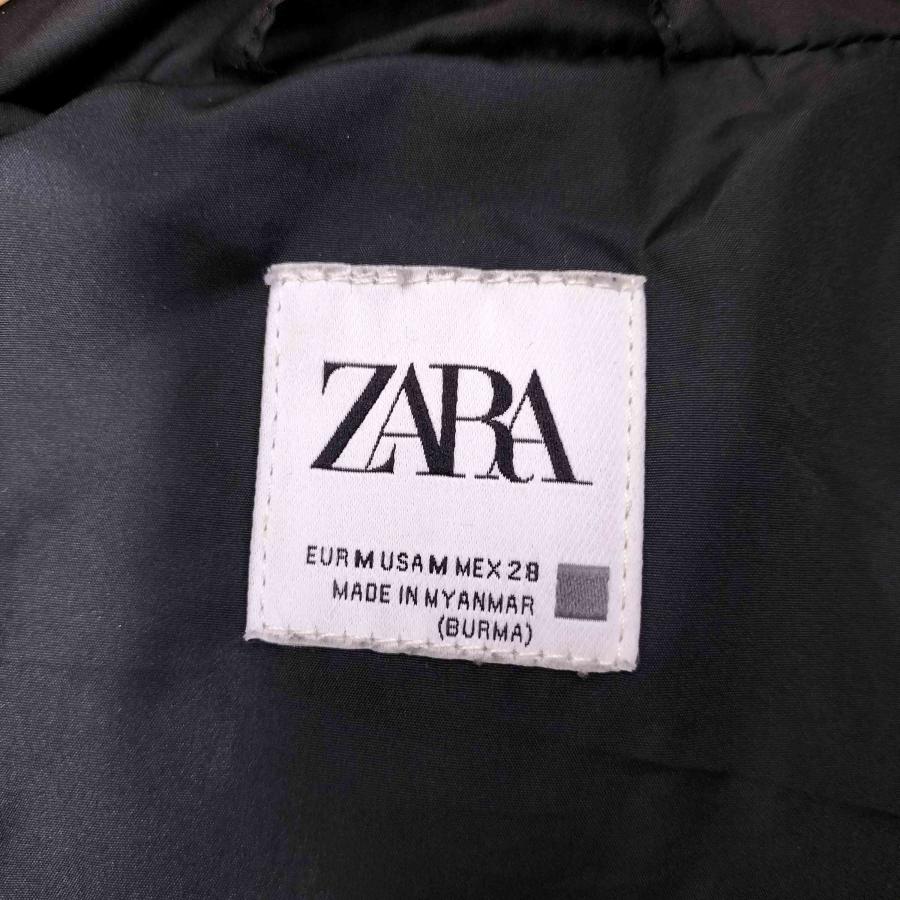 ZARA
EUR M USA M MEX 28
MADE IN MYANMAR
(BURMA)